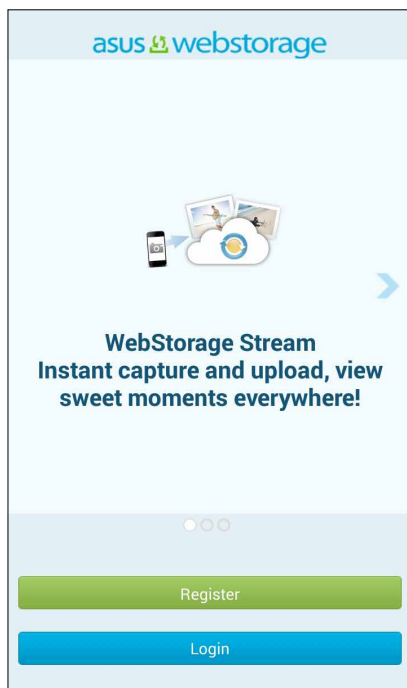 asus webstorage
WebStorage Stream
Instant capture and upload, view
sweet moments everywhere!
Register
Login